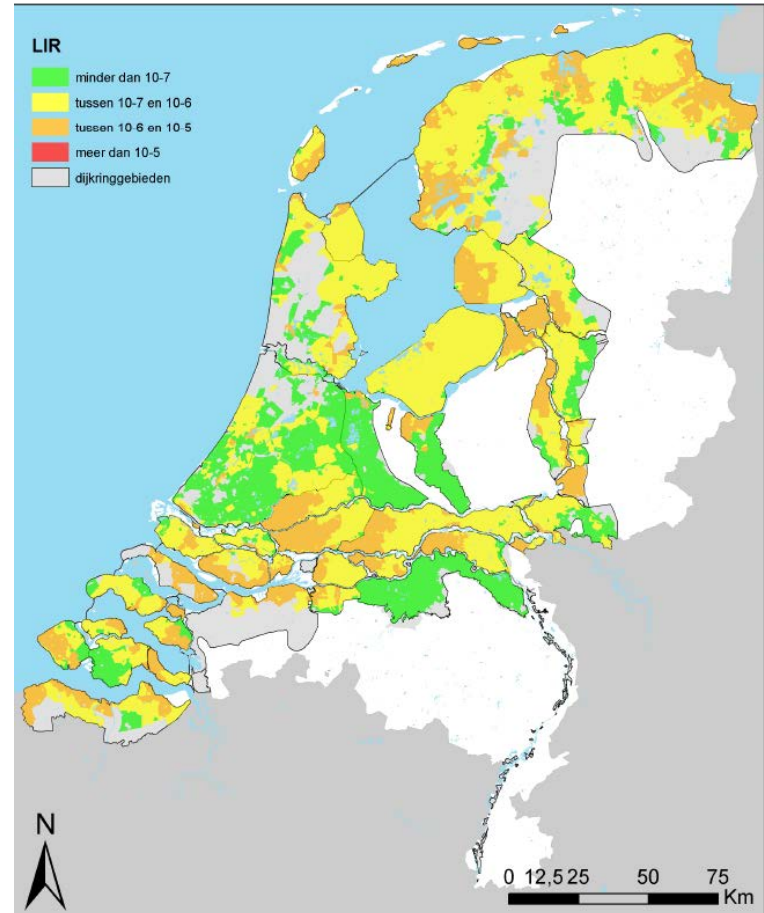 LIR
minder dan 10-7
tussen 10-7 en 10-6
tussen 10-6 en 10-5
meer dan 10-5
dijkringgebieden
N
0 12,5 25 50 75
Km